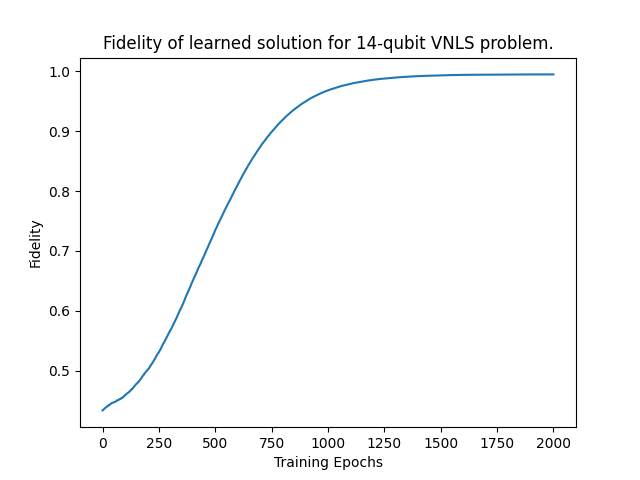 Fidelity of learned solution for 14-qubit VNLS problem.
1.0
0.9
0.8
0.7
0.6
0.5
Fidelity
0 250 500 750 1000 1250 1500 1750 2000
Training Epochs